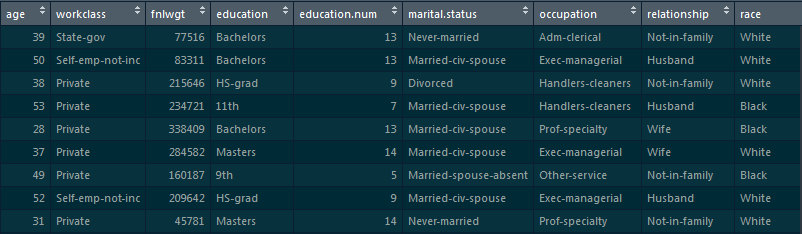 age workclass fnlwgt education education.num marital.status occupation relationship race
39 State-gov 77516 Bachelors 13 Never-married Adm-clerical Not-in-family White
50 Self-emp-not-inc 83311 Bachelors 13 Married-civ-spouse Exec-managerial Husband White
38 Private 215646 HS-grad 9 Divorced Handlers-cleaners Not-in-family White
53 Private 234721 11th 7 Married-civ-spouse Handlers-cleaners Husband Black
28 Private 338409 Bachelors 13 Married-civ-spouse Prof-specialty Wife Black
37 Private 284582 Masters 14 Married-civ-spouse Exec-managerial Wife White
49 Private 160187 9th 5 Married-spouse-absent Other-service Not-in-family Black
52 Self-emp-not-inc 209642 HS-grad 9 Married-civ-spouse Exec-managerial Husband White
31 Private 45781 Masters 14 Never-married Prof-specialty Not-in-family White